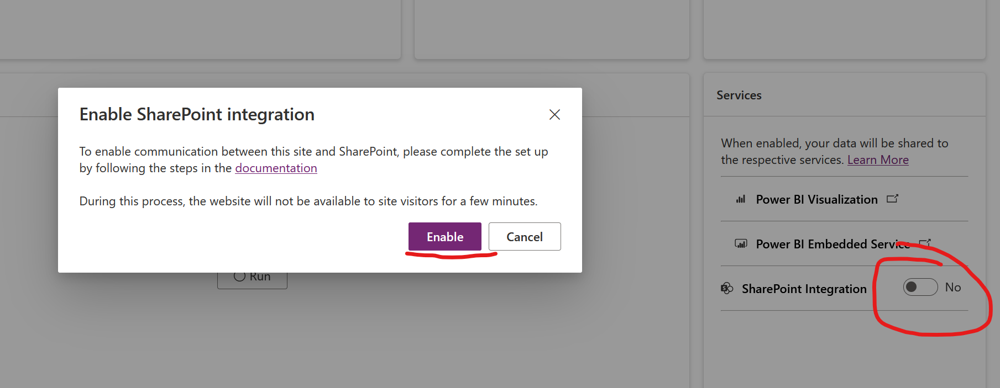 Enable SharePoint integration
To enable communication between this site and SharePoint, please complete the set up
by following the steps in the documentation
During this process, the website will not be available to site visitors for a few minutes.
Enable
Cancel
Run
Services
When enabled, your data will be shared to
the respective services. Learn More
Power BI Visualization
Power BI Embedded Service
SharePoint Integration
No